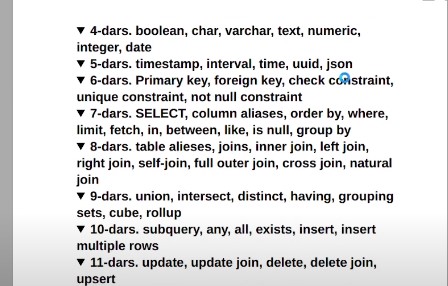 ▼ 4-dars. boolean, char, varchar, text, numeric,
integer, date
▼ 5-dars. timestamp, interval, time, uuid, json
▼ 6-dars. Primary key, foreign key, check constraint,
unique constraint, not null constraint
▼ 7-dars. SELECT, column aliases, order by, where,
limit, fetch, in, between, like, is null, group by
▼ 8-dars. table alieses, joins, inner join, left join,
right join, self-join, full outer join, cross join, natural
join
▼ 9-dars. union, intersect, distinct, having, grouping
sets, cube, rollup
▼ 10-dars. subquery, any, all, exists, insert, insert
multiple rows
▼ 11-dars. update, update join, delete, delete join,
upsert